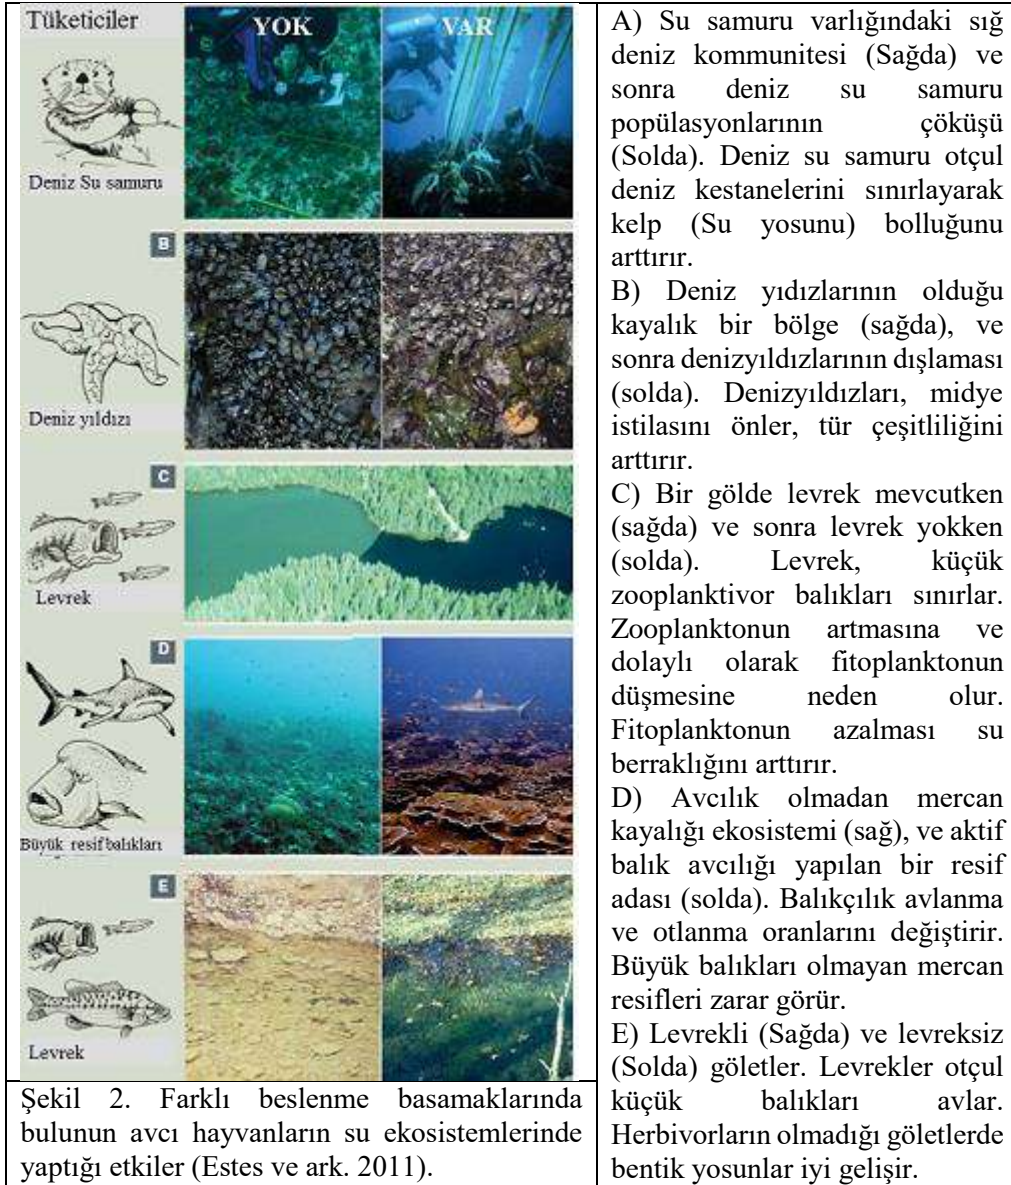 Tüketiciler
YOK
VAR
Deniz Su samuru
B
Deniz yıldızı
C
Levrek
D
Büyük resif balıkları
E
Levrek
Şekil 2. Farklı beslenme basamaklarında
bulunun avcı hayvanların su ekosistemlerinde
yaptığı etkiler (Estes ve ark. 2011).
A) Su samuru varlığındaki sığ
deniz kommunitesi (Sağda) ve
sonra deniz su samuru
popülasyonlarının çöküşü
(Solda). Deniz su samuru otçul
deniz kestanelerini sınırlayarak
kelp (Su yosunu) bolluğunu
arttırır.
B) Deniz yıdızlarının olduğu
kayalık bir bölge (sağda), ve
sonra denizyıldızlarının dışlaması
(solda). Denizyıldızları, midye
istilasını önler, tür çeşitliliğini
arttırır.
C) Bir gölde levrek mevcutken
(sağda) ve sonra levrek yokken
(solda). Levrek, küçük
zooplanktivor balıkları sınırlar.
Zooplanktonun artmasına ve
dolaylı olarak fitoplanktonun
düşmesine neden olur.
Fitoplanktonun azalması su
berraklığını arttırır.
D) Avcılık olmadan mercan
kayalığı ekosistemi (sağ), ve aktif
balık avcılığı yapılan bir resif
adası (solda). Balıkçılık avlanma
ve otlanma oranlarını değiştirir.
Büyük balıkları olmayan mercan
resifleri zarar görür.
E) Levrekli (Sağda) ve levreksiz
(Solda) göletler. Levrekler otçul
küçük balıkları avlar.
Herbivorların olmadığı göletlerde
bentik yosunlar iyi gelişir.